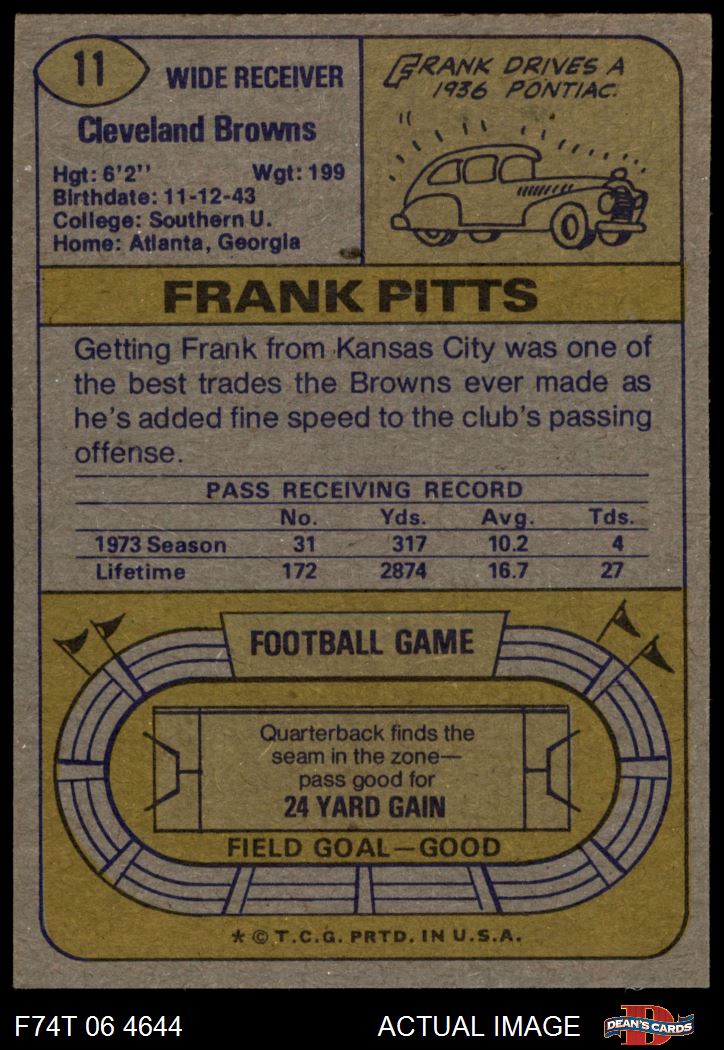 11
WIDE RECEIVER
Cleveland Browns
Hgt: 6'2'' Wgt: 199
Birthdate: 11-12-43
College: Southern U.
Home: Atlanta, Georgia
FRANK DRIVES A
1936 PONTIAC.
FRANK PITTS
Getting Frank from Kansas City was one of
the best trades the Browns ever made as
he's added fine speed to the club's passing
offense.
PASS RECEIVING RECORD
No. Yds. Avg. Tds.
1973 Season 31 317 10.2 4
Lifetime 172 2874 16.7 27
FOOTBALL GAME
Quarterback finds the
seam in the zone—
pass good for
24 YARD GAIN
FIELD GOAL—GOOD
* © T.C.G. PRTD. IN U.S.A.
F74T 06 4644 ACTUAL IMAGE
D
DEAN'S CARDS